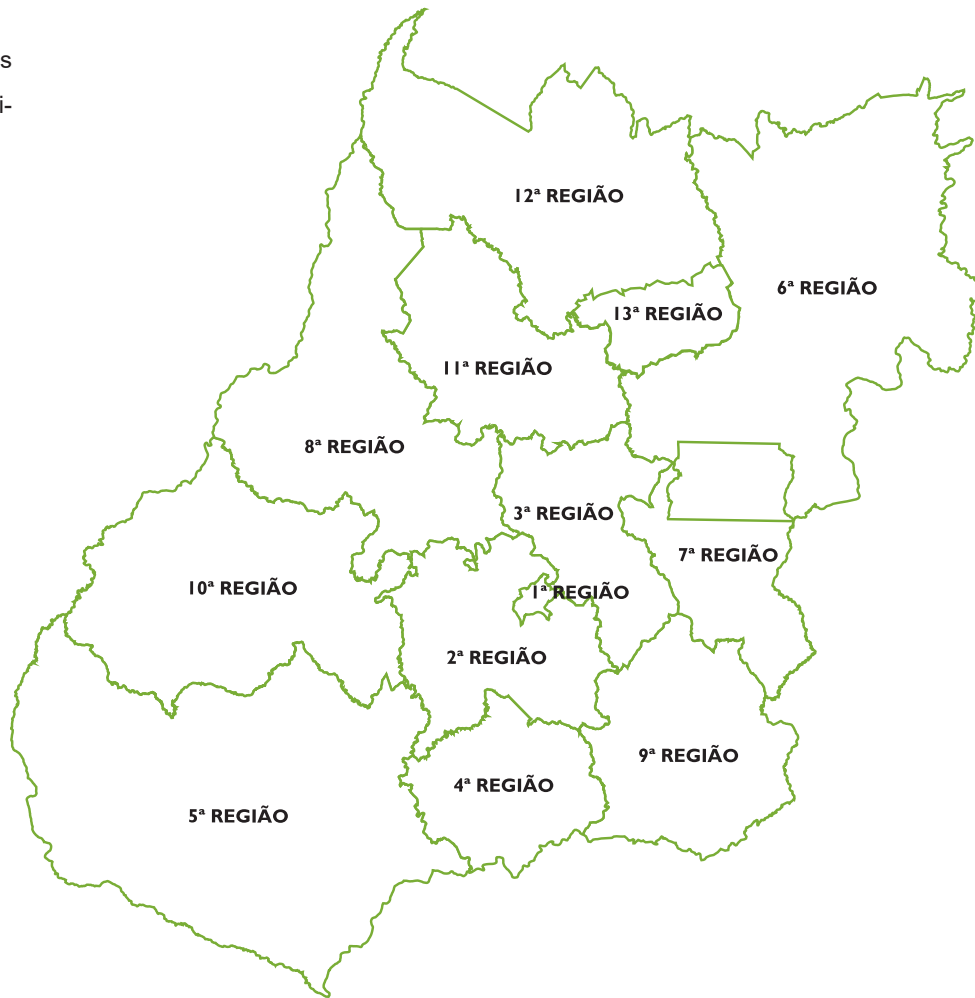 s
i-
12ª REGIÃO
6ª REGIÃO
13ª REGIÃO
11ª REGIÃO
8ª REGIÃO
3ª REGIÃO
7ª REGIÃO
10ª REGIÃO
1ª REGIÃO
2ª REGIÃO
9ª REGIÃO
4ª REGIÃO
5ª REGIÃO